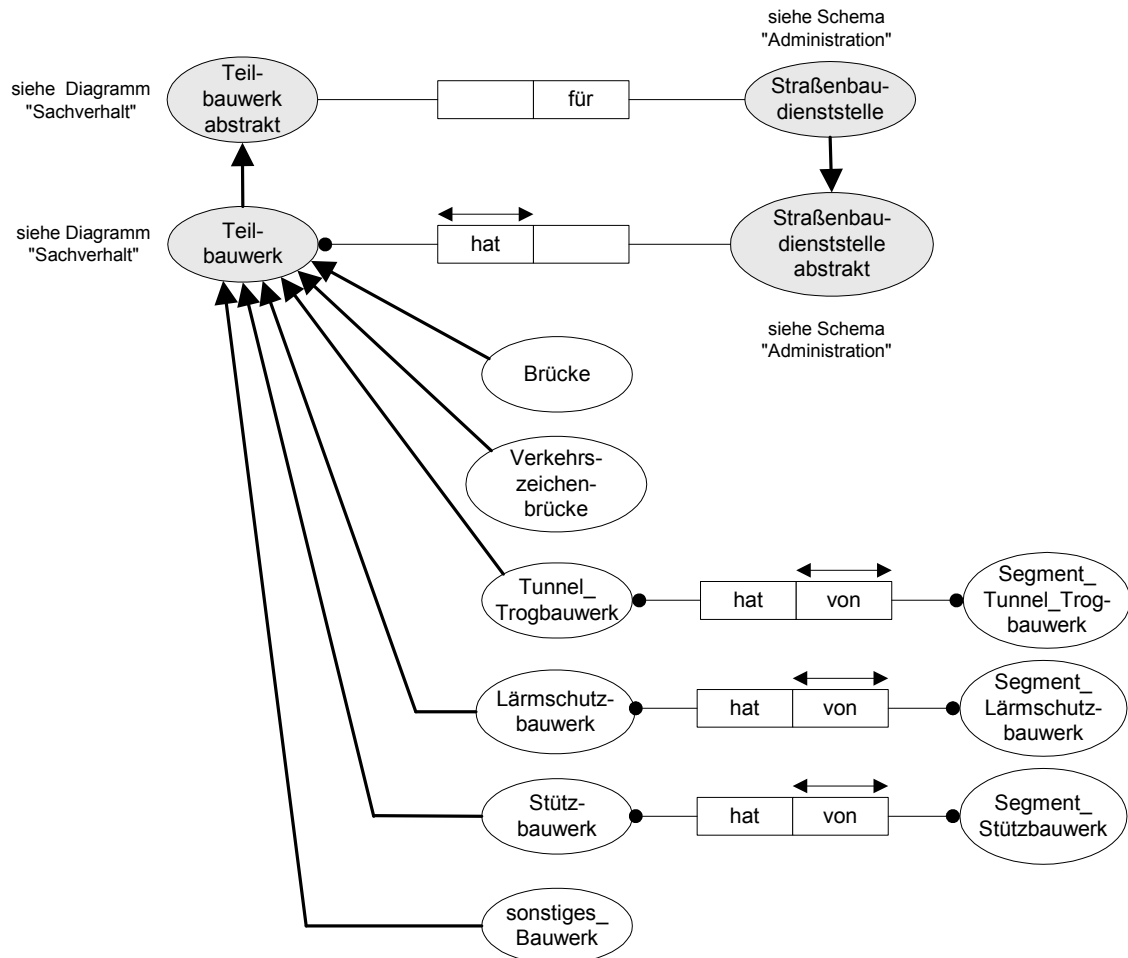 siehe Schema
"Administration"
siehe Diagramm
"Sachverhalt"
Teil-
bauwerk
abstrakt
für
Straßenbau-
dienststelle
siehe Diagramm
"Sachverhalt"
Teil-
bauwerk
hat
Straßenbau-
dienststelle
abstrakt
siehe Schema
"Administration"
Brücke
Verkehrs-
zeichen-
brücke
Tunnel_
Trogbauwerk
hat
von
Segment_
Tunnel_Trog-
bauwerk
Lärmschutz-
bauwerk
hat
von
Segment_
Lärmschutz-
bauwerk
Stütz-
bauwerk
hat
von
Segment_
Stützbauwerk
sonstiges_
Bauwerk